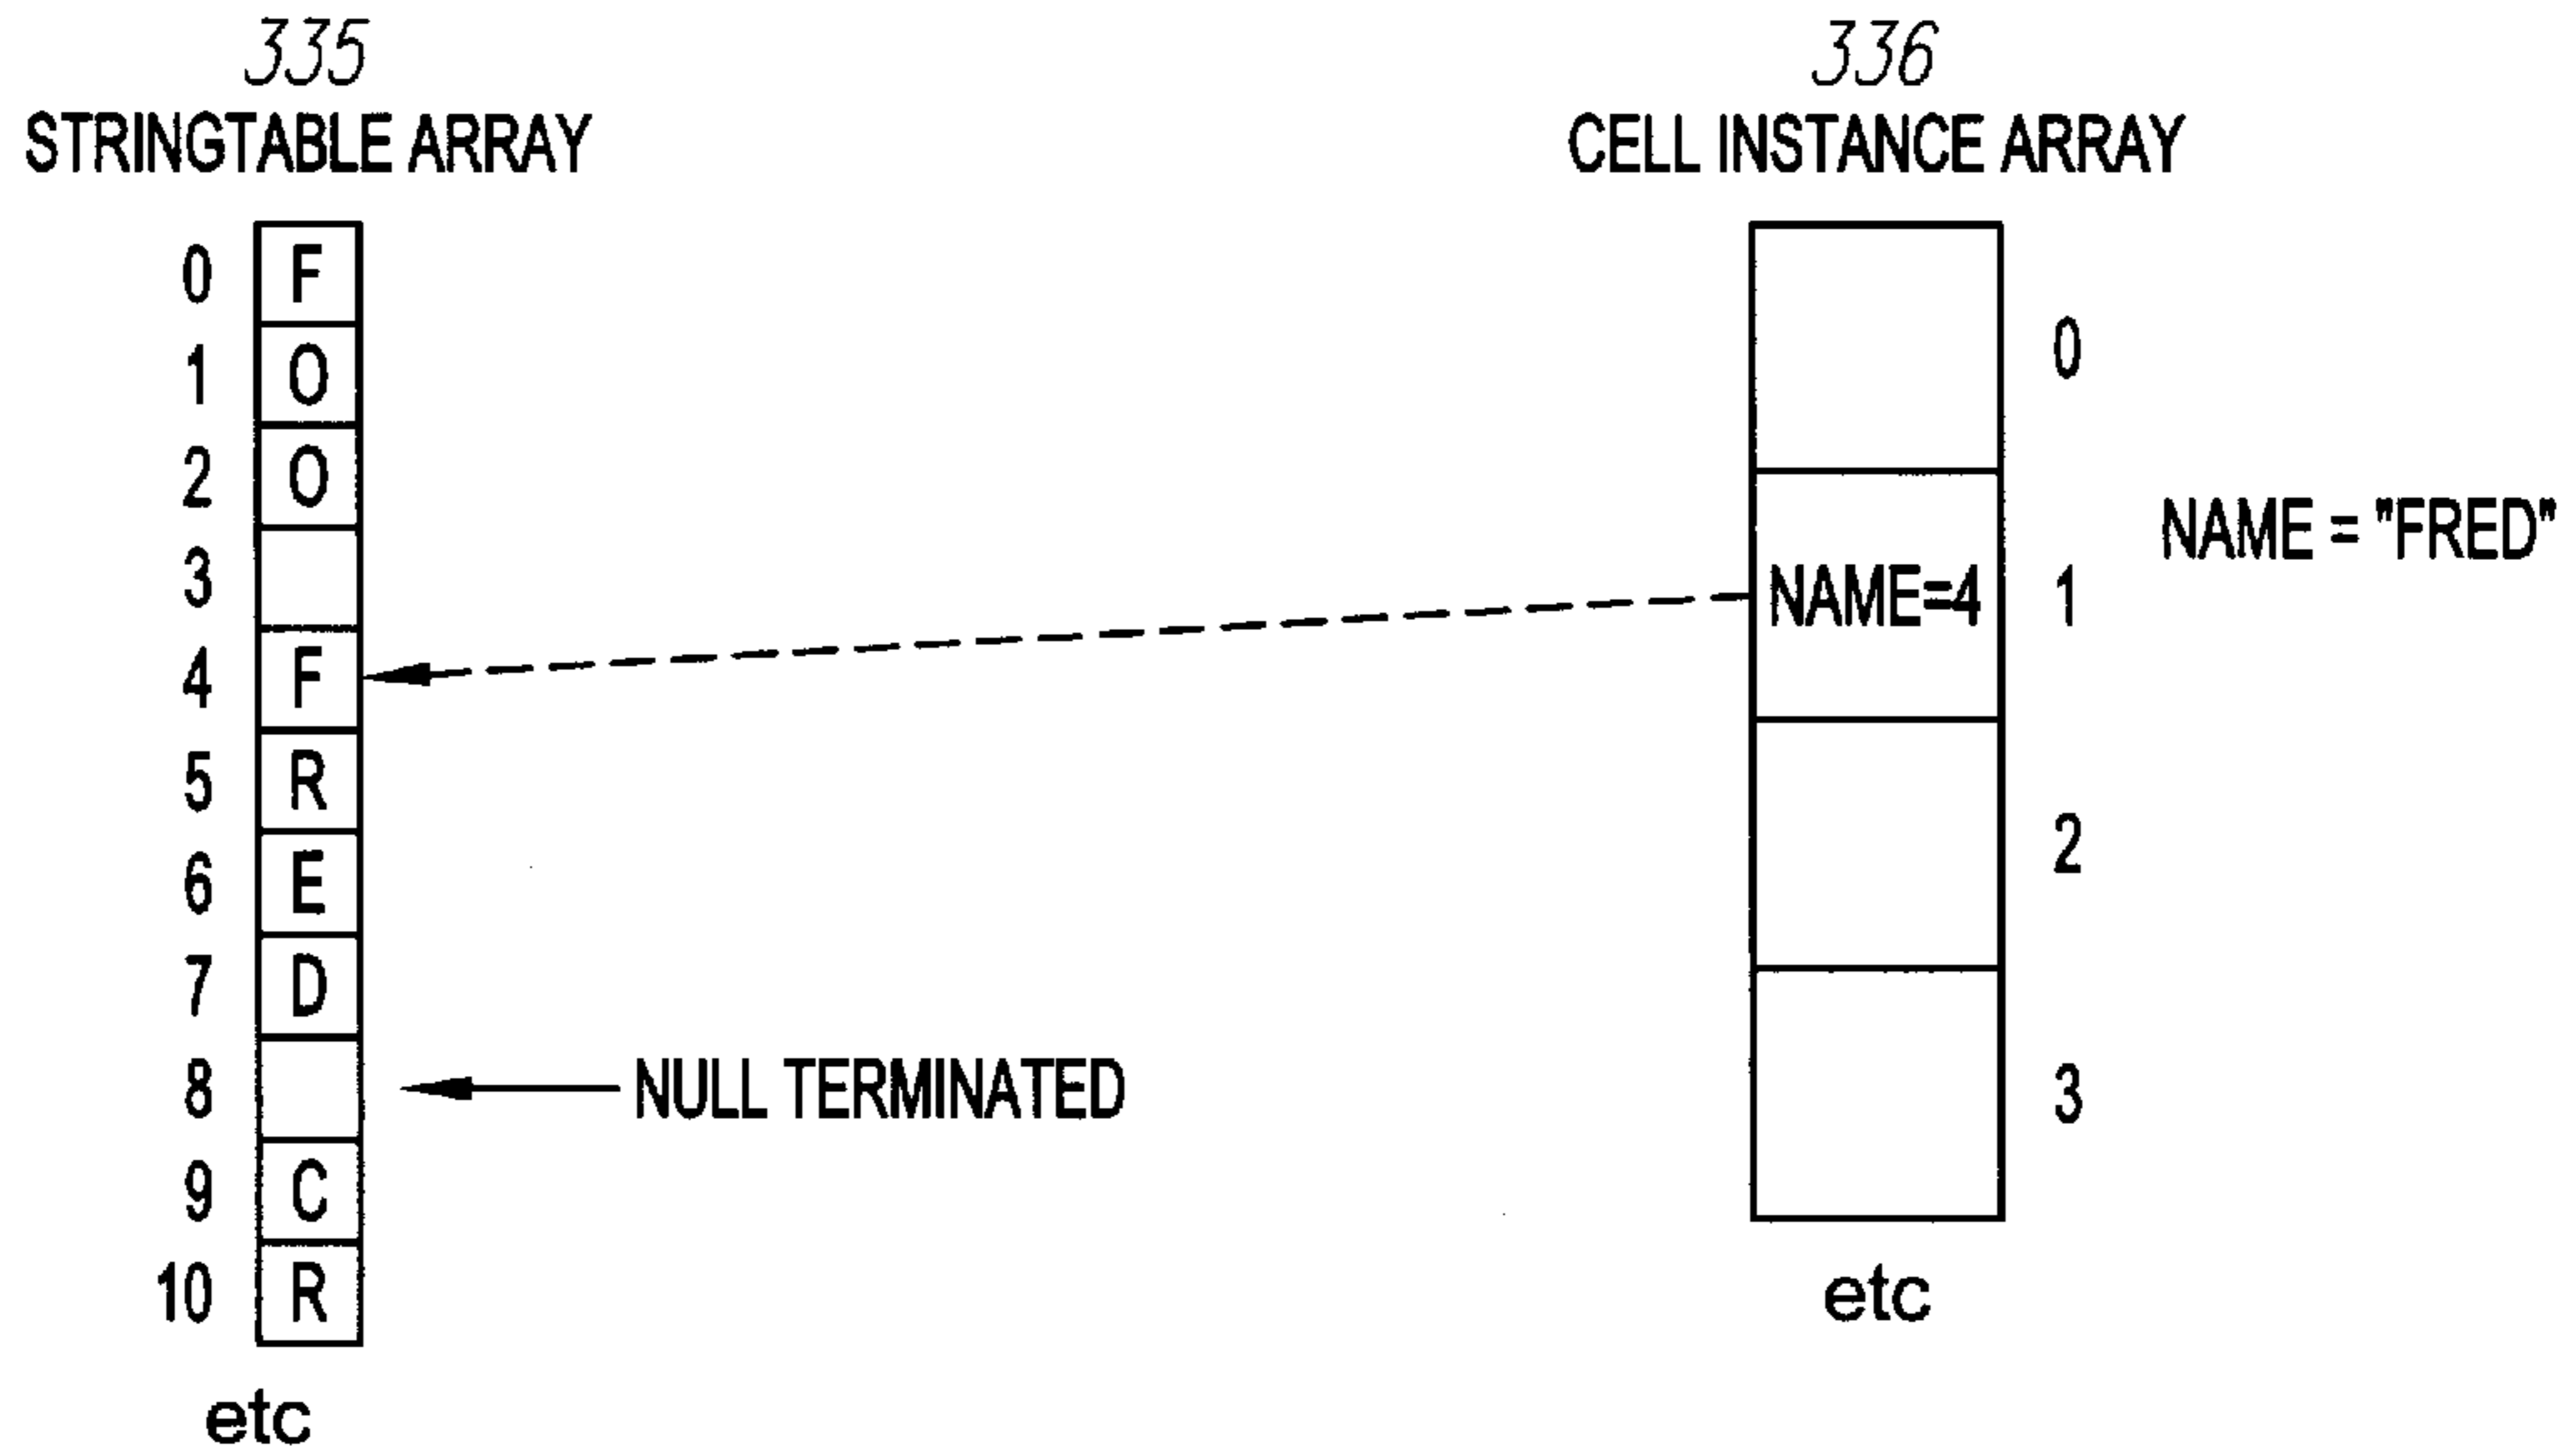 335
STRINGTABLE ARRAY
0 F
1 O
2 O
3
4 F
5 R
6 E
7 D
8
NULL TERMINATED
9 C
10 R
etc
336
CELL INSTANCE ARRAY
0
NAME = "FRED"
NAME=4 1
2
3
etc